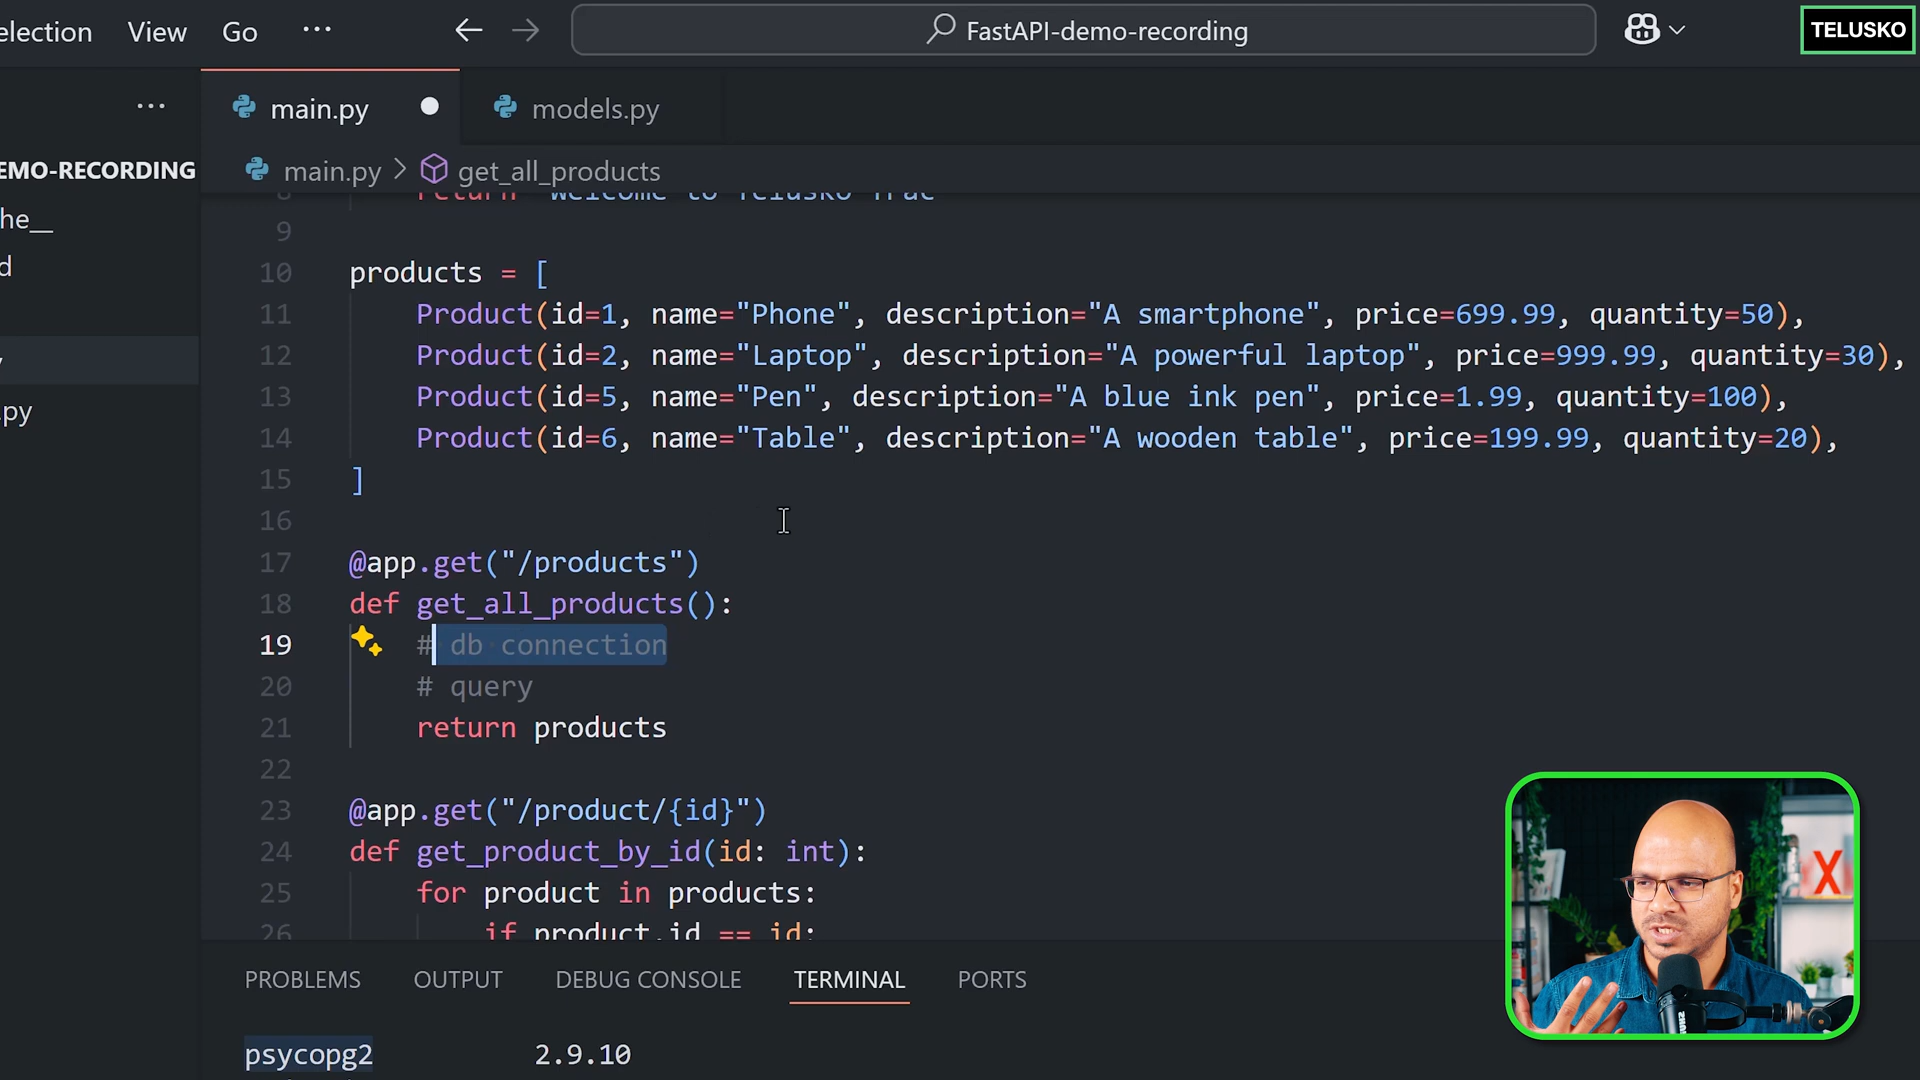 election View Go ... FastAPI-demo-recording TELUSKO
... main.py models.py
EMO-RECORDING main.py > get_all_products
he__
d
.py
8 return "Welcome to Telusko Trac"
9
10 products = [
11 Product(id=1, name="Phone", description="A smartphone", price=699.99, quantity=50),
12 Product(id=2, name="Laptop", description="A powerful laptop", price=999.99, quantity=30),
13 Product(id=5, name="Pen", description="A blue ink pen", price=1.99, quantity=100),
14 Product(id=6, name="Table", description="A wooden table", price=199.99, quantity=20),
15 ]
16
17 @app.get("/products")
18 def get_all_products():
19 # db connection
20 # query
21 return products
22
23 @app.get("/product/{id}")
24 def get_product_by_id(id: int):
25 for product in products:
26 if product.id == id:
PROBLEMS OUTPUT DEBUG CONSOLE TERMINAL PORTS
psycopg2 2.9.10
X